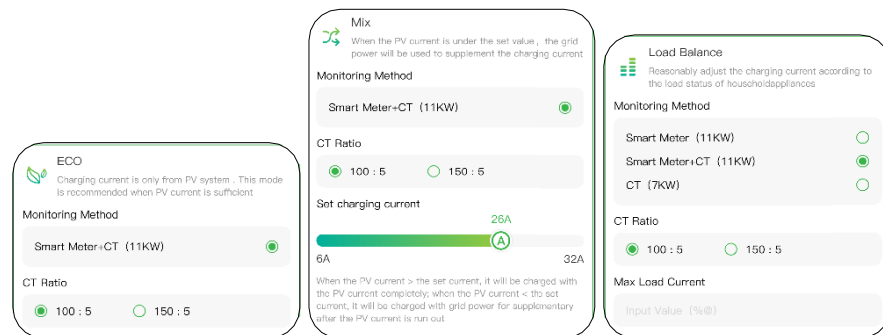 ECO
Charging current is only from PV system . This mode
is recommended when PV current is sufficient
Monitoring Method
Smart Meter+CT (11KW)
CT Ratio
100 : 5
150 : 5
Mix
When the PV current is under the set value , the grid
power will be used to supplement the charging current
Monitoring Method
Smart Meter+CT (11KW)
CT Ratio
100 : 5
150 : 5
Set charging current
26A
A
6A
32A
When the PV current > the set current, it will be charged with
the PV current completely; when the PV current < the set
current, it will be charged with grid power for supplementary
after the PV current is run out
Load Balance
Reasonably adjust the charging current according to
the load status of householdappliances
Monitoring Method
Smart Meter (11KW)
Smart Meter+CT (11KW)
CT (7KW)
CT Ratio
100 : 5
150 : 5
Max Load Current
Input Value (%@)